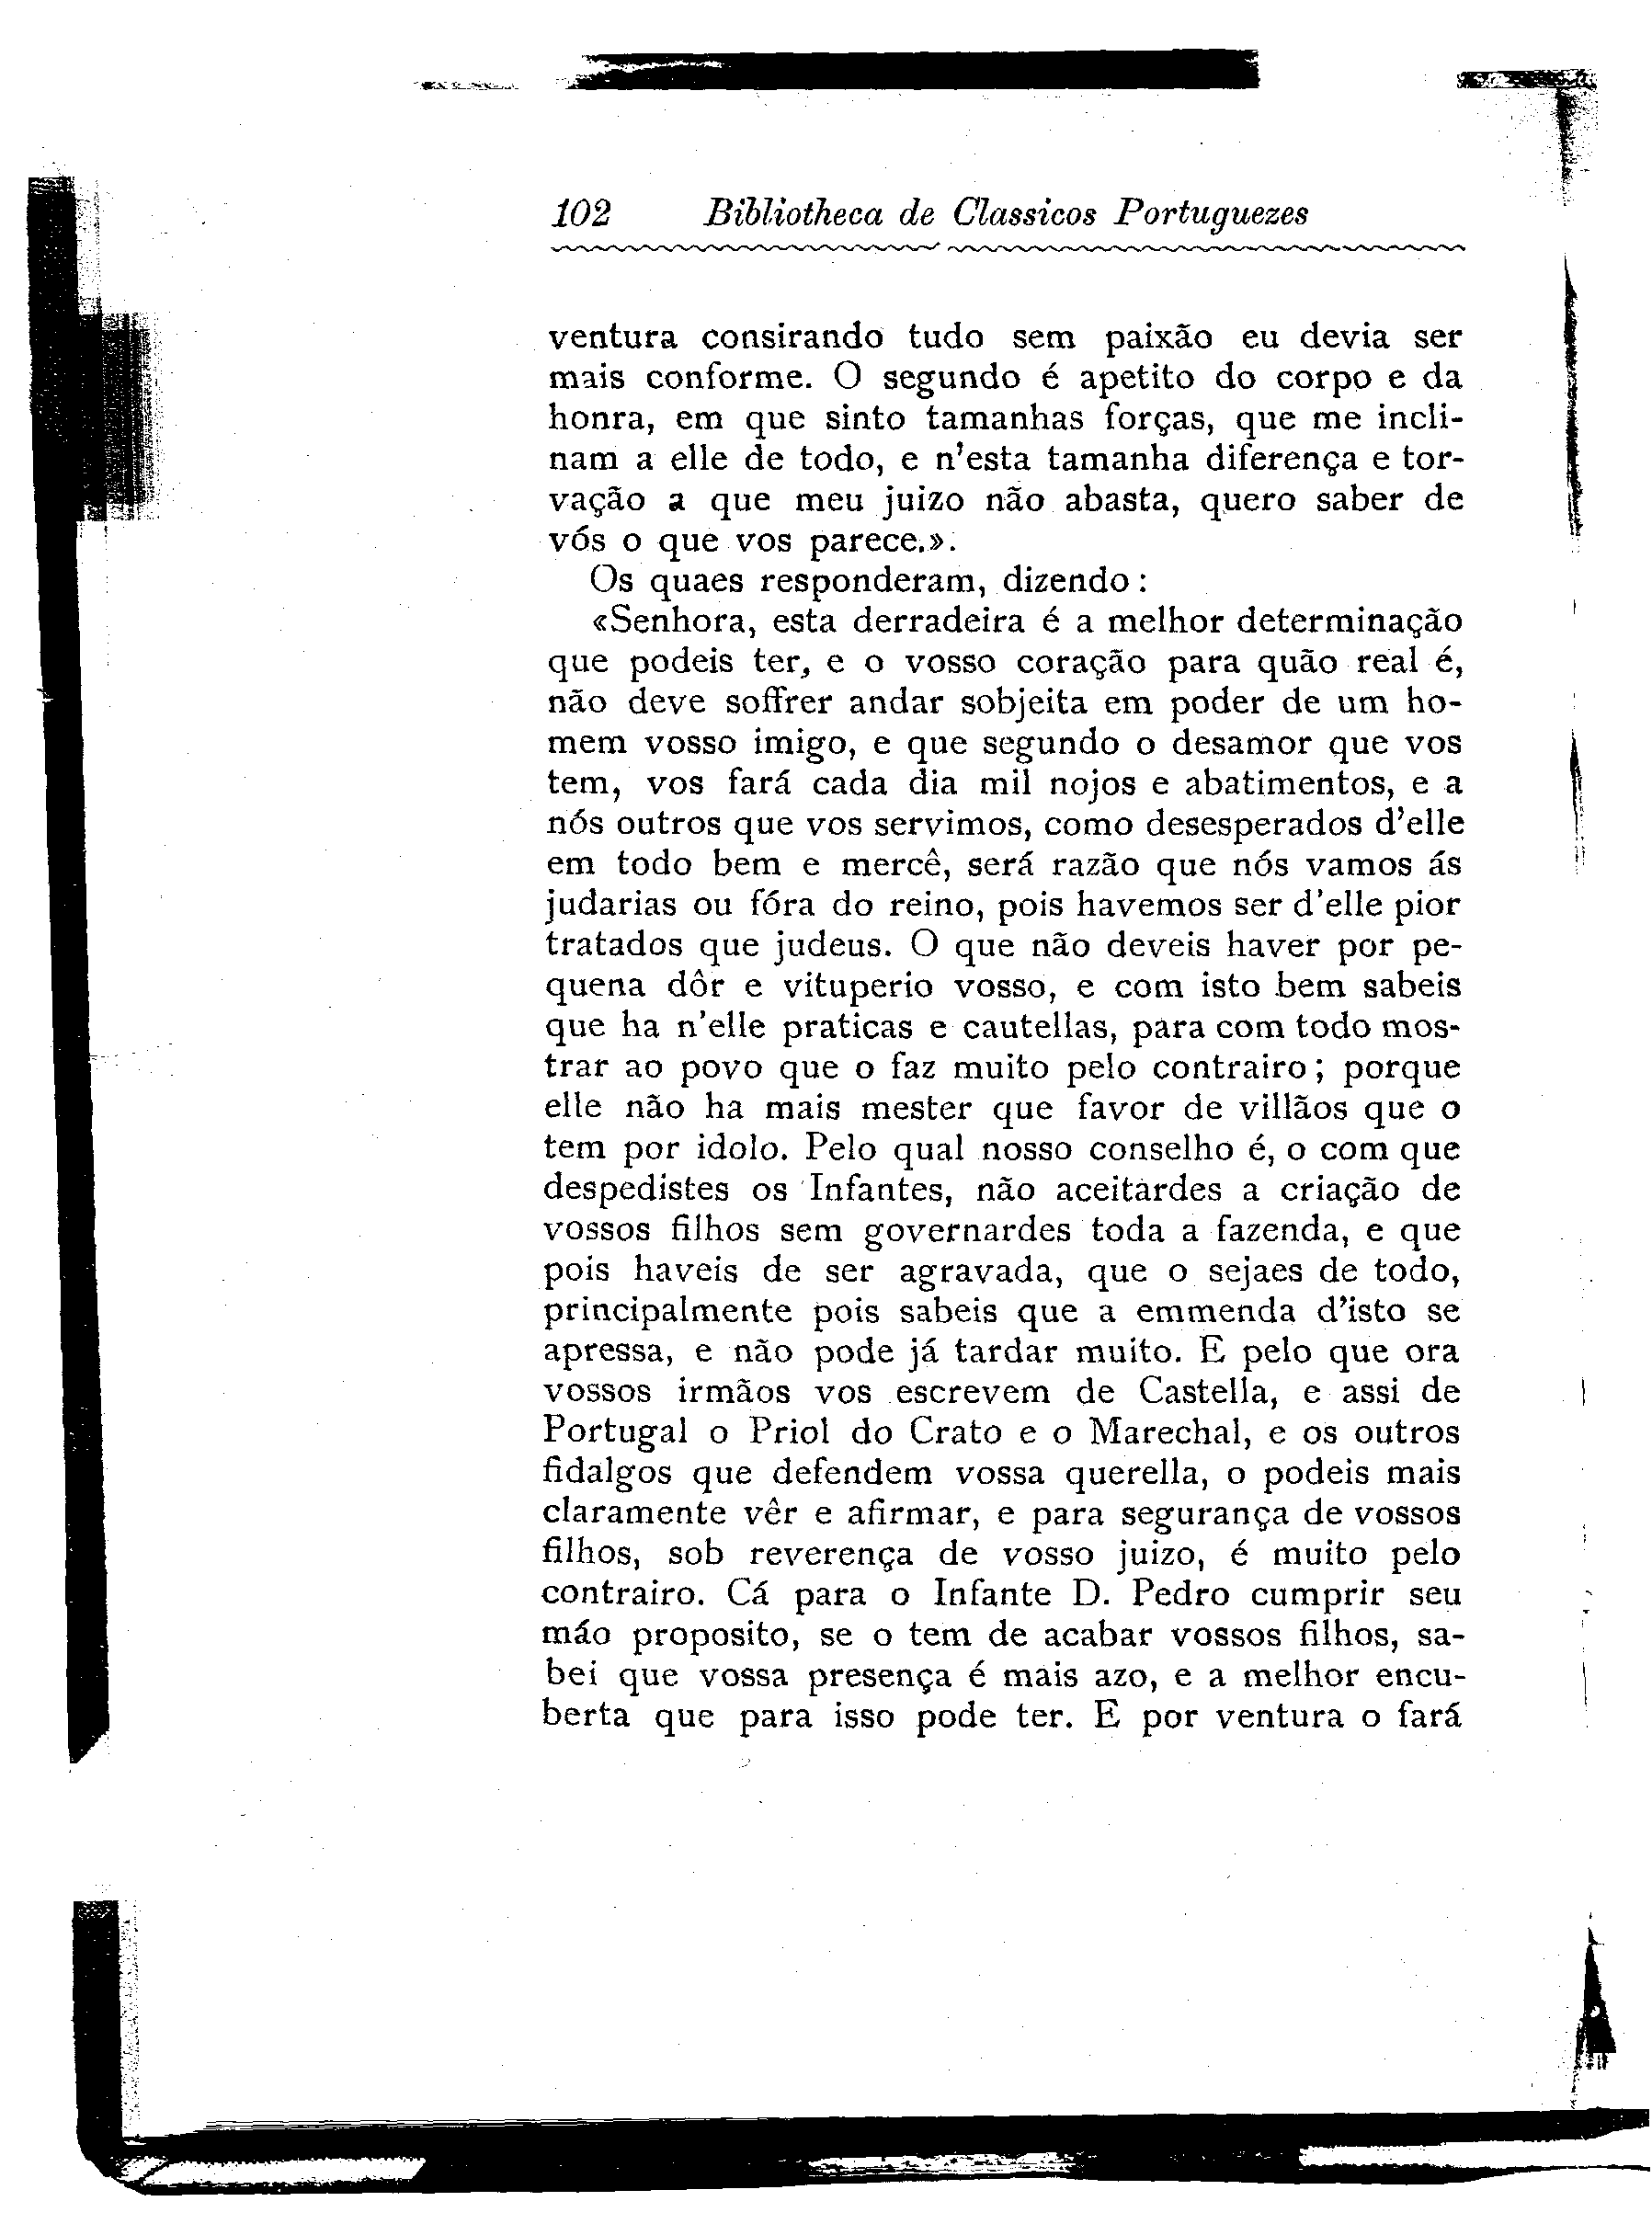 102 Bibliotheca de Classicos Portuguezes
ventura consirando tudo sem paixão eu devia ser
mais conforme. O segundo é apetito do corpo e da
honra, em que sinto tamanhas forças, que me incli-
nam a elle de todo, e n'esta tamanha diferença e tor-
vação a que meu juizo não abasta, quero saber de
vós o que vos parece.».
Os quaes responderam, dizendo:
«Senhora, esta derradeira é a melhor determinação
que podeis ter, e o vosso coração para quão real é,
não deve soffrer andar sobjeita em poder de um ho-
mem vosso imigo, e que segundo o desamor que vos
tem, vos fará cada dia mil nojos e abatimentos, e a
nós outros que vos servimos, como desesperados d'elle
em todo bem e mercê, será razão que nós vamos ás
judarias ou fóra do reino, pois havemos ser d'elle pior
tratados que judeus. O que não deveis haver por pe-
quena dôr e vituperio vosso, e com isto bem sabeis
que ha n'elle praticas e cautellas, para com todo mos-
trar ao povo que o faz muito pelo contrairo; porque
elle não ha mais mester que favor de villãos que o
tem por idolo. Pelo qual nosso conselho é, o com que
despedistes os Infantes, não aceitardes a criação de
vossos filhos sem governardes toda a fazenda, e que
pois haveis de ser agravada, que o sejaes de todo,
principalmente pois sabeis que a emmenda d'isto se
apressa, e não pode já tardar muito. E pelo que ora
vossos irmãos vos escrevem de Castella, e assi de
Portugal o Priol do Crato e o Marechal, e os outros
fidalgos que defendem vossa querella, o podeis mais
claramente vêr e afirmar, e para segurança de vossos
filhos, sob reverença de vosso juizo, é muito pelo
contrairo. Cá para o Infante D. Pedro cumprir seu
máo proposito, se o tem de acabar vossos filhos, sa-
bei que vossa presença é mais azo, e a melhor encu-
berta que para isso pode ter. E por ventura o fará